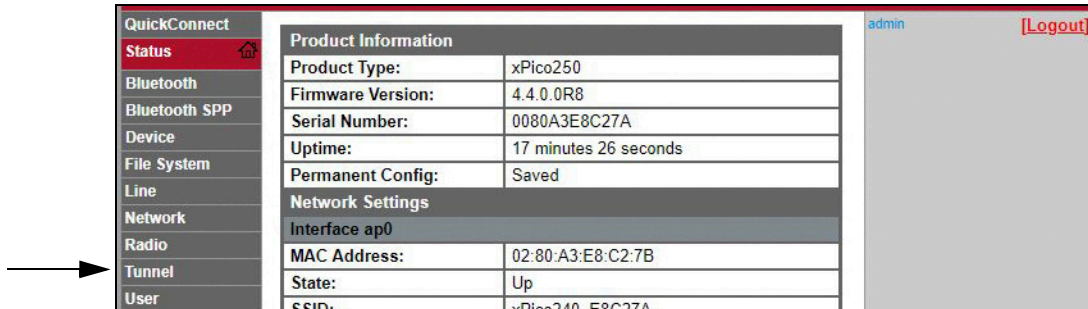 QuickConnect
Status
Bluetooth
Bluetooth SPP
Device
File System
Line
Network
Radio
Tunnel
User
Product Information
Product Type: xPico250
Firmware Version: 4.4.0.0R8
Serial Number: 0080A3E8C27A
Uptime: 17 minutes 26 seconds
Permanent Config: Saved
Network Settings
Interface ap0
MAC Address: 02:80:A3:E8:C2:7B
State: Up
SSID: xPico240_E8C27A
admin [Logout]